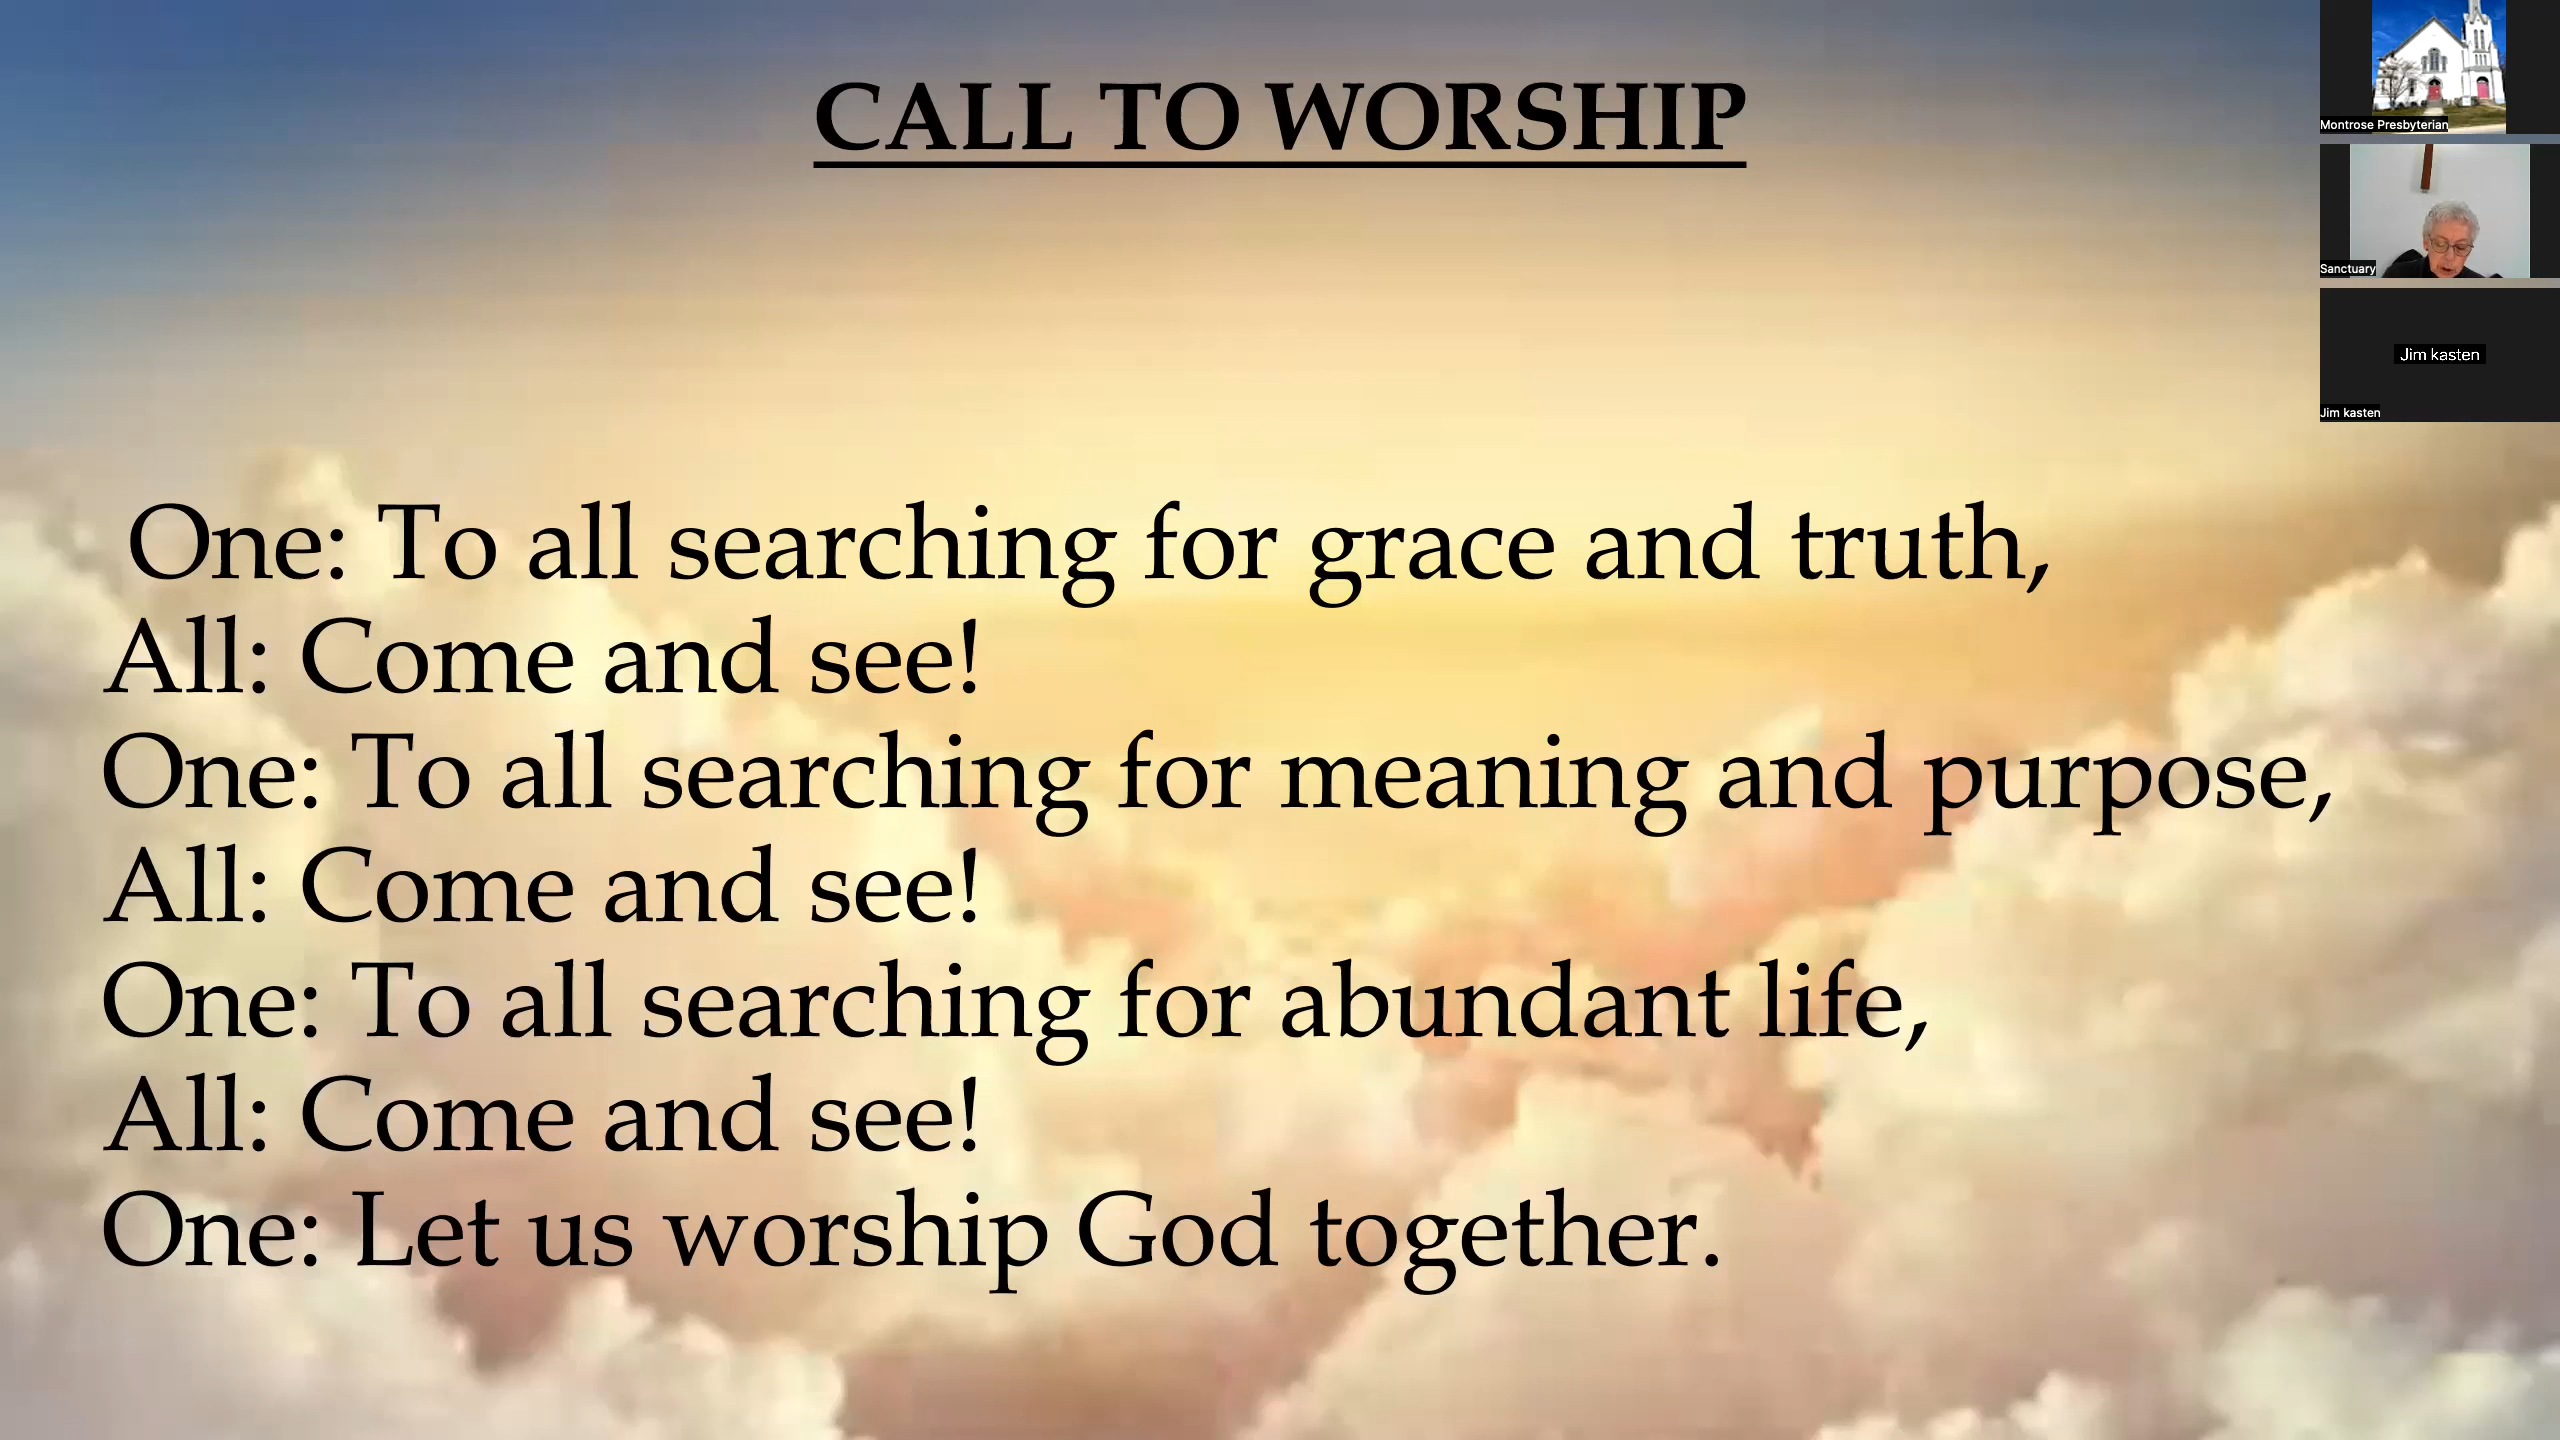 CALL TO WORSHIP
One: To all searching for grace and truth,
All: Come and see!
One: To all searching for meaning and purpose,
All: Come and see!
One: To all searching for abundant life,
All: Come and see!
One: Let us worship God together.
Montrose Presbyterian
Sanctuary
Jim kasten
Jim kasten